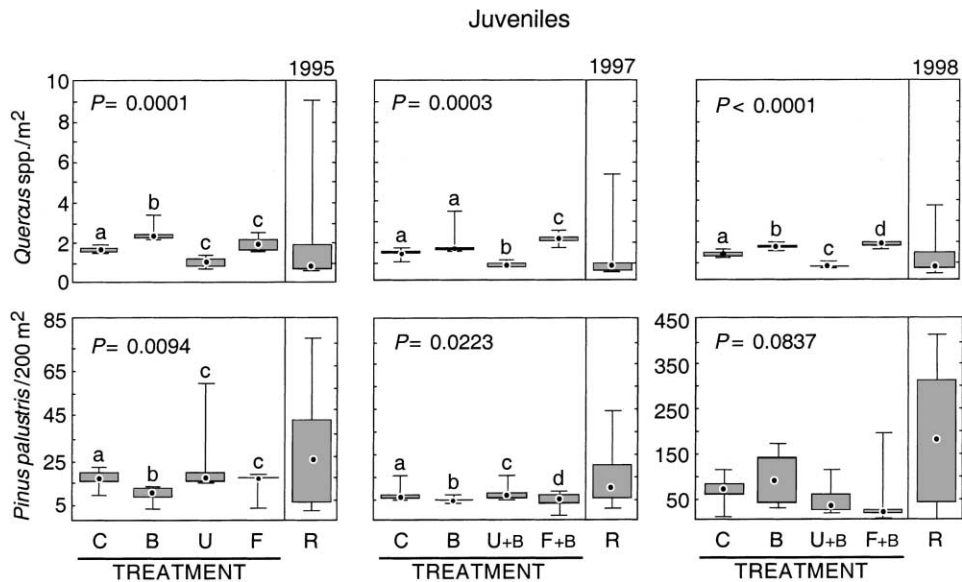 Juveniles
1995
1997
1998
Quercus spp./m²
10
8
6
4
2
0
P= 0.0001
a
b
c
c
P= 0.0003
a
a
b
c
P< 0.0001
a
b
c
d
Pinus palustris/200 m²
85
65
45
25
5
P= 0.0094
a
b
c
c
P= 0.0223
a
b
c
d
450
350
250
150
50
P= 0.0837
C B U F R
TREATMENT
C B U+B F+B R
TREATMENT
C B U+B F+B R
TREATMENT